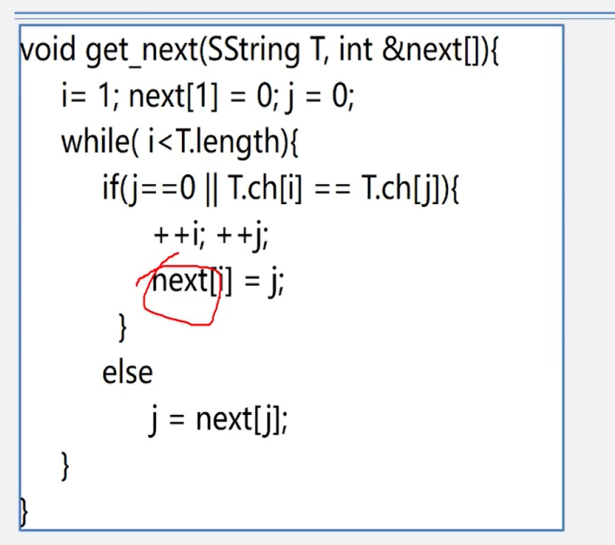 void get_next(SString T, int &next[]){
i= 1; next[1] = 0; j = 0;
while( i<T.length){
if(j==0 || T.ch[i] == T.ch[j]){
++i; ++j;
next[i] = j;
}
else
j = next[j];
}
}